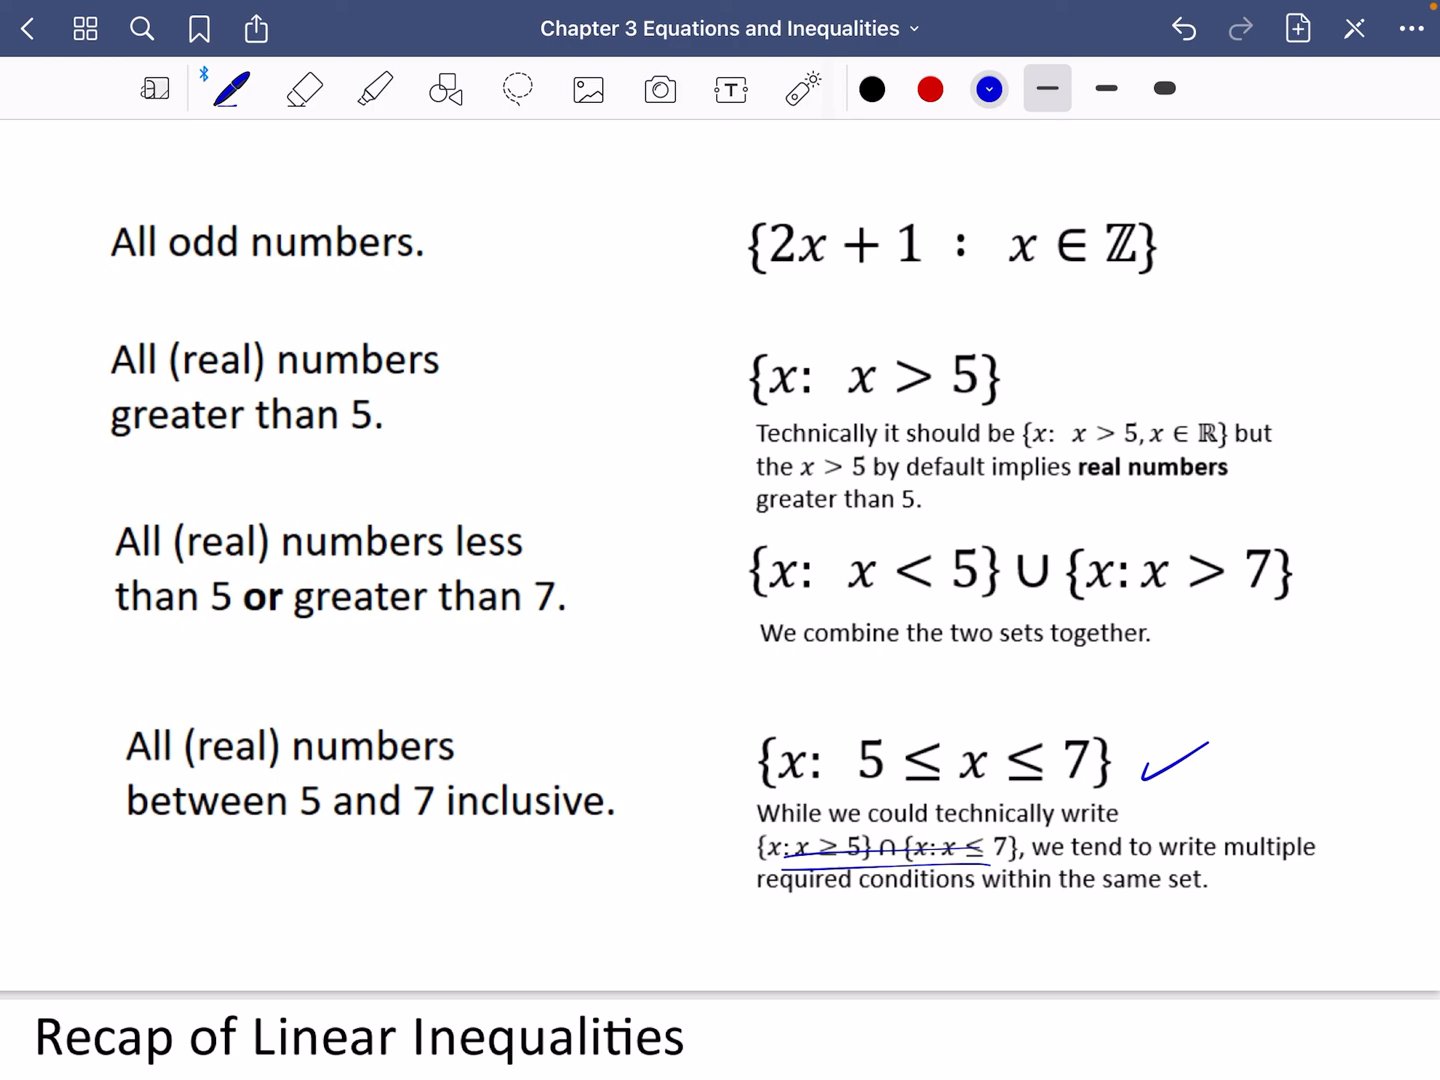 Chapter 3 Equations and Inequalities
T
All odd numbers.
{2x + 1 : x ∈ ℤ}
All (real) numbers
greater than 5.
{x: x > 5}
Technically it should be {x: x > 5, x ∈ ℝ} but
the x > 5 by default implies real numbers
greater than 5.
All (real) numbers less
than 5 or greater than 7.
{x: x < 5} ∪ {x: x > 7}
We combine the two sets together.
All (real) numbers
between 5 and 7 inclusive.
{x: 5 ≤ x ≤ 7}
While we could technically write
{x: x ≥ 5} ∩ {x: x ≤ 7}, we tend to write multiple
required conditions within the same set.
Recap of Linear Inequalities